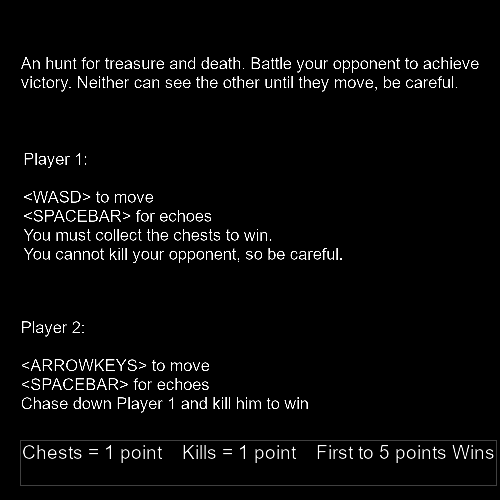 An hunt for treasure and death. Battle your opponent to achieve
victory. Neither can see the other until they move, be careful.
Player 1:
<WASD> to move
<SPACEBAR> for echoes
You must collect the chests to win.
You cannot kill your opponent, so be careful.
Player 2:
<ARROWKEYS> to move
<SPACEBAR> for echoes
Chase down Player 1 and kill him to win
Chests = 1 point    Kills = 1 point    First to 5 points Wins